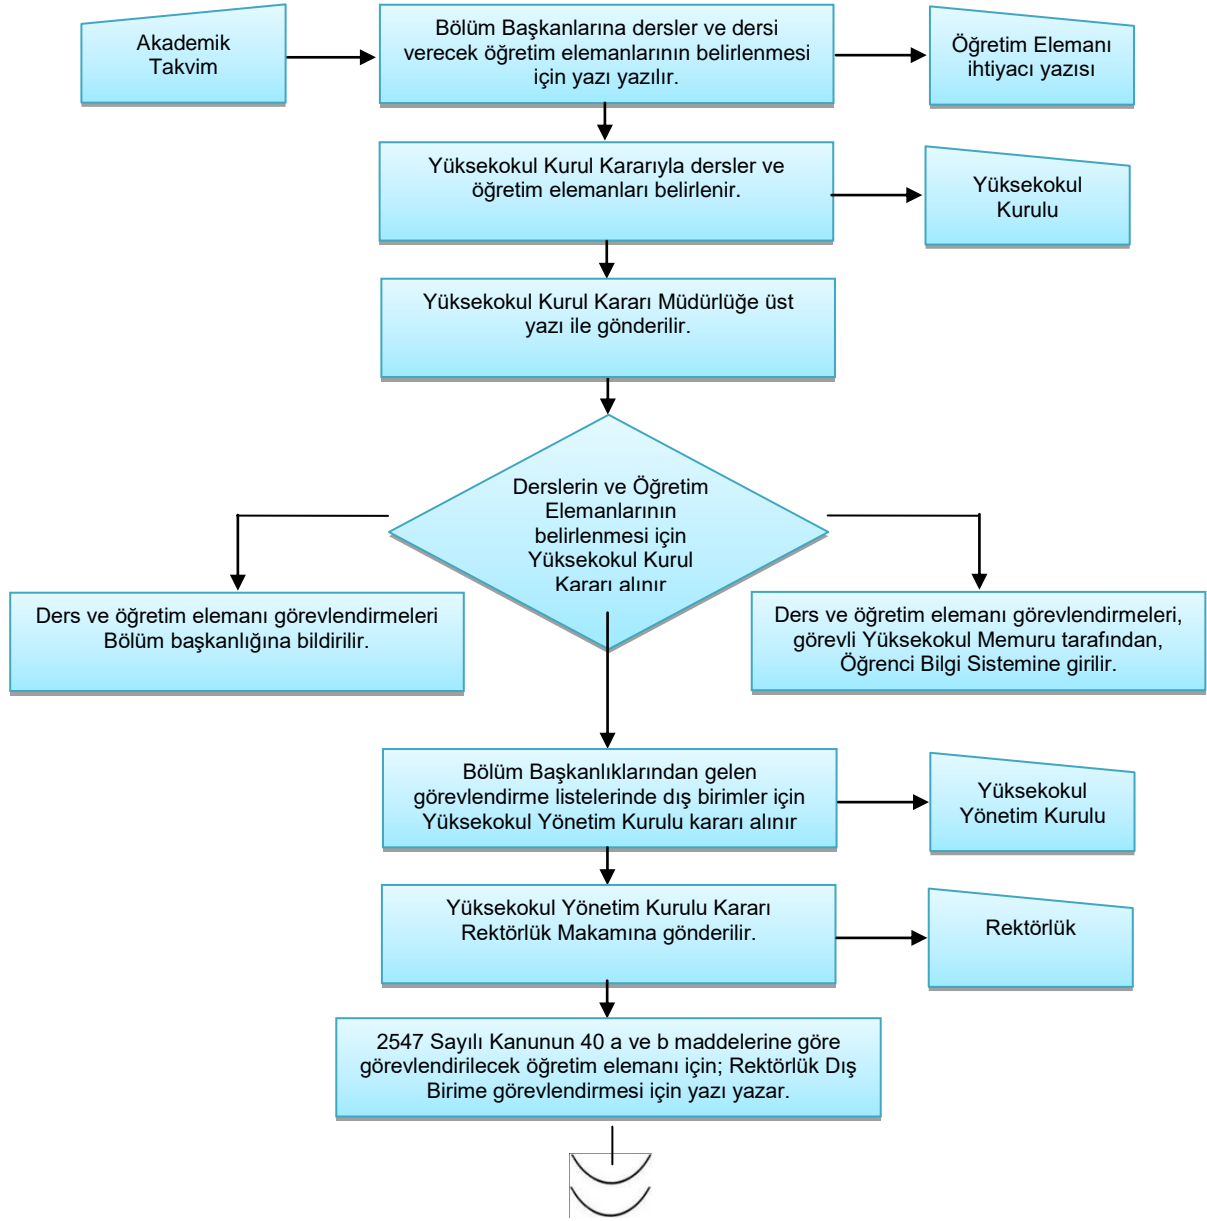 Akademik
Takvim
Bölüm Başkanlarına dersler ve dersi
verecek öğretim elemanlarının belirlenmesi
için yazı yazılır.
Öğretim Elemanı
ihtiyacı yazısı
Yüksekokul Kurul Kararıyla dersler ve
öğretim elemanları belirlenir.
Yüksekokul
Kurulu
Yüksekokul Kurul Kararı Müdürlüğe üst
yazı ile gönderilir.
Derslerin ve Öğretim
Elemanlarının
belirlenmesi için
Yüksekokul Kurul
Kararı alınır
Ders ve öğretim elemanı görevlendirmeleri
Bölüm başkanlığına bildirilir.
Ders ve öğretim elemanı görevlendirmeleri,
görevli Yüksekokul Memuru tarafından,
Öğrenci Bilgi Sistemine girilir.
Bölüm Başkanlıklarından gelen
görevlendirme listelerinde dış birimler için
Yüksekokul Yönetim Kurulu kararı alınır
Yüksekokul
Yönetim Kurulu
Yüksekokul Yönetim Kurulu Kararı
Rektörlük Makamına gönderilir.
Rektörlük
2547 Sayılı Kanunun 40 a ve b maddelerine göre
görevlendirilecek öğretim elemanı için; Rektörlük Dış
Birime görevlendirmesi için yazı yazar.